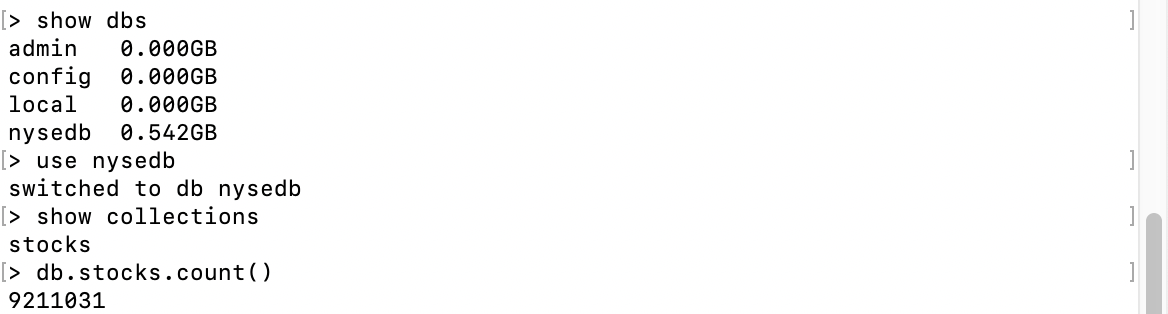 [> show dbs ]
admin   0.000GB
config  0.000GB
local   0.000GB
nysedb  0.542GB
[> use nysedb ]
switched to db nysedb
[> show collections ]
stocks
[> db.stocks.count() ]
9211031